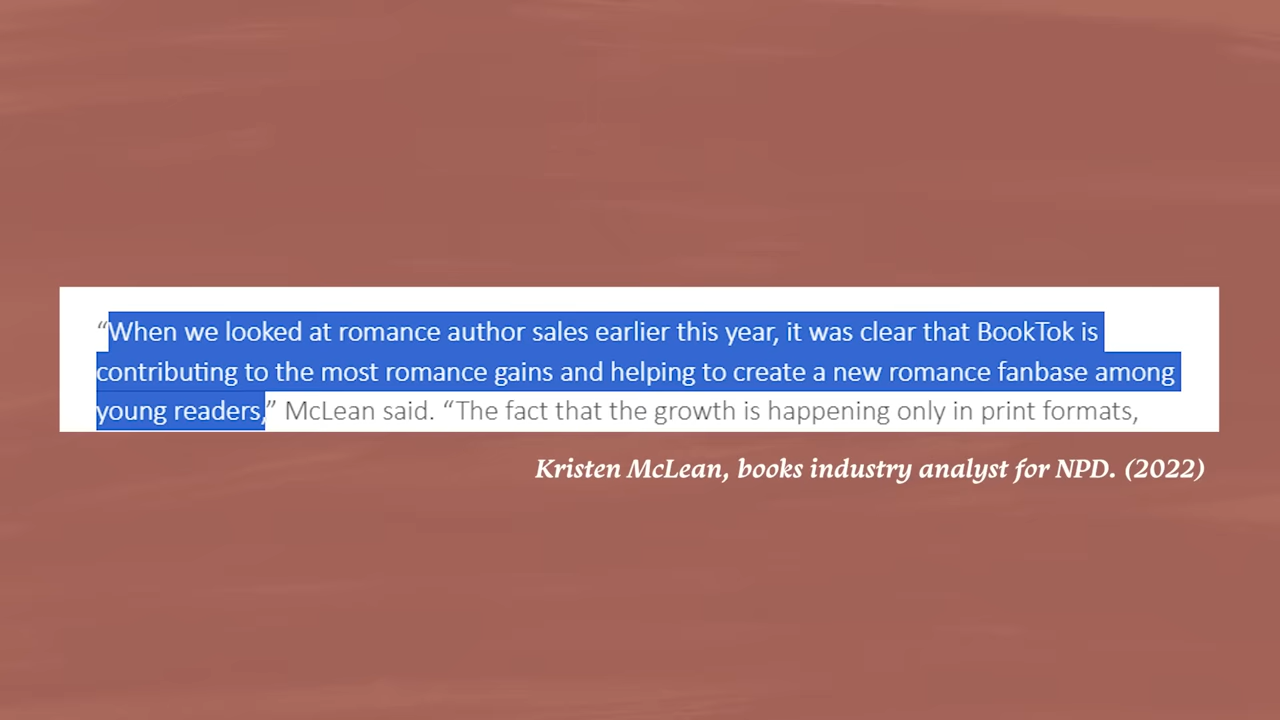 “When we looked at romance author sales earlier this year, it was clear that BookTok is
contributing to the most romance gains and helping to create a new romance fanbase among
young readers,” McLean said. “The fact that the growth is happening only in print formats,
Kristen McLean, books industry analyst for NPD. (2022)